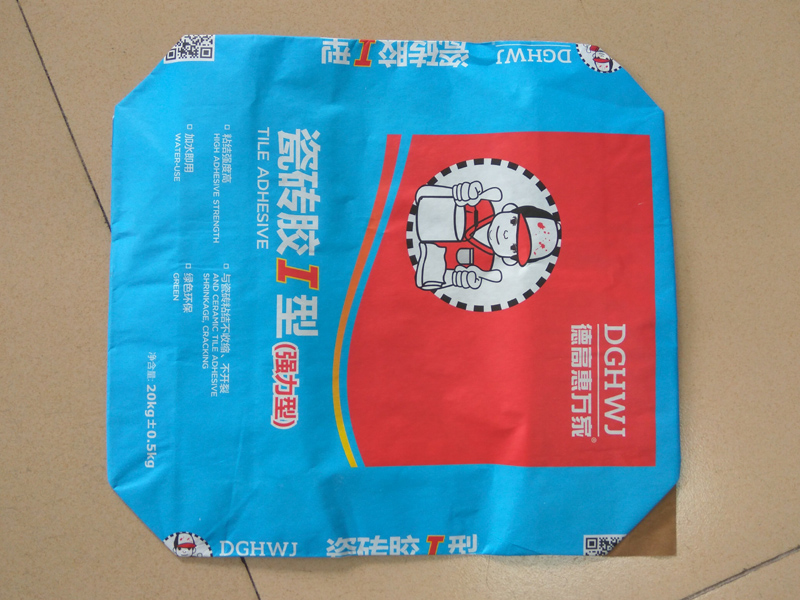 DGHWJ
德高惠万家®
瓷砖胶I型(强力型)
TILE ADHESIVE
粘结强度高
HIGH ADHESIVE STRENGTH
与瓷砖粘结不收缩、不开裂
AND CERAMIC TILE ADHESIVE
SHRINKAGE, CRACKING
加水即用
WATER-USE
绿色环保
GREEN
净含量: 20kg±0.5kg
DGHWJ
瓷砖胶I型
DGHWJ
瓷砖胶I型